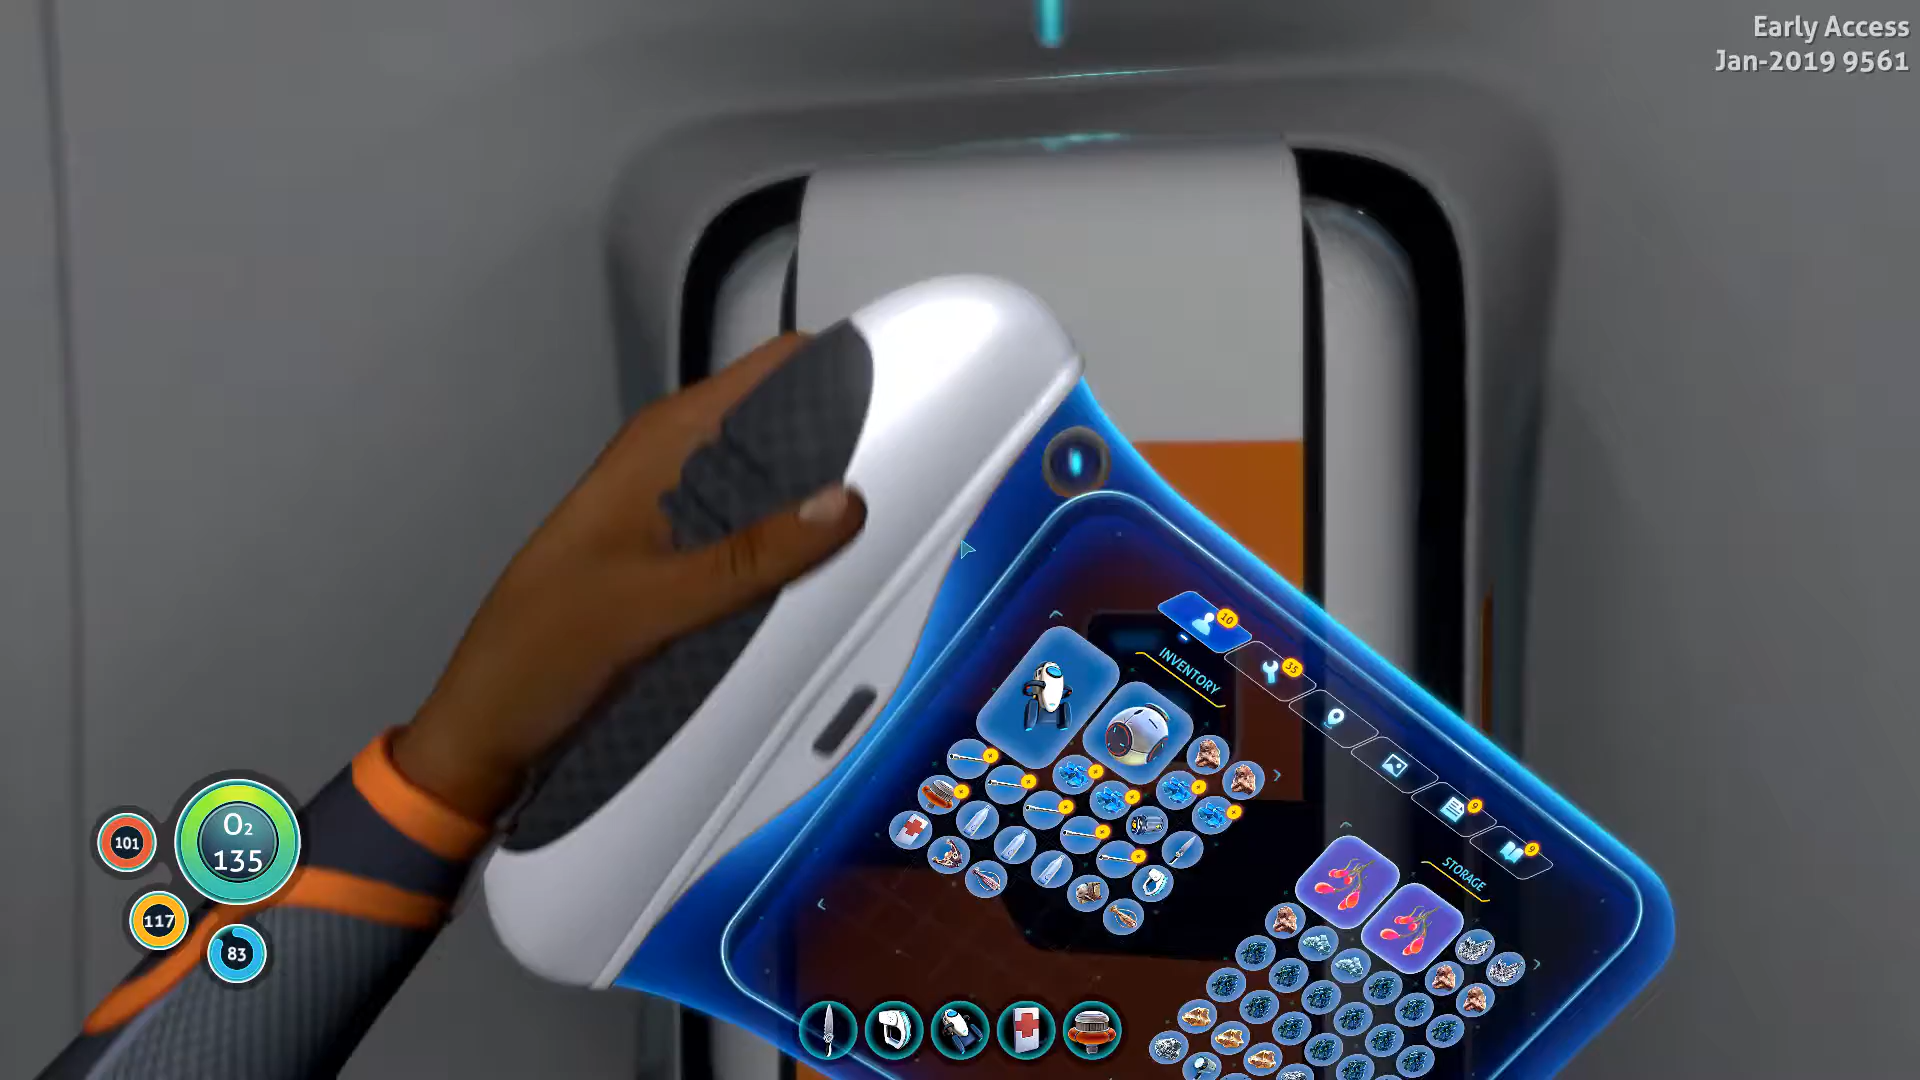 Early Access
Jan-2019 9561
10
INVENTORY
35
9
9
STORAGE
O₂
135
101
117
83